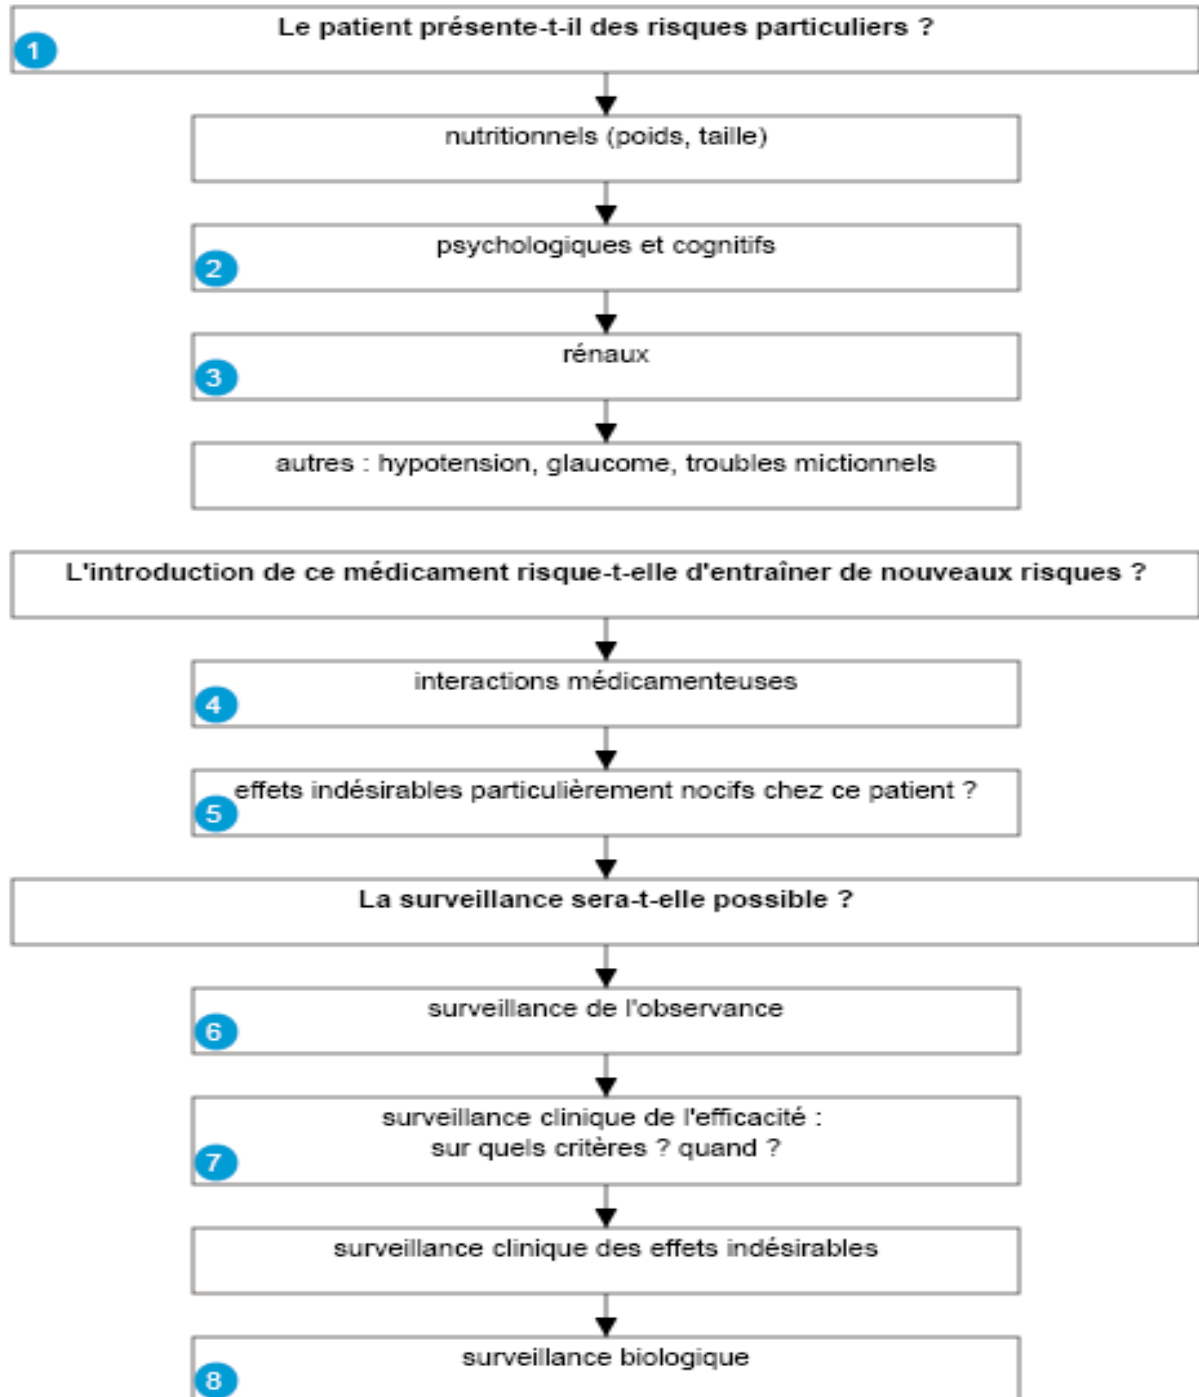 Le patient présente-t-il des risques particuliers ?
1
nutritionnels (poids, taille)
psychologiques et cognitifs
2
rénaux
3
autres : hypotension, glaucome, troubles mictionnels
L'introduction de ce médicament risque-t-elle d'entraîner de nouveaux risques ?
interactions médicamenteuses
4
effets indésirables particulièrement nocifs chez ce patient ?
5
La surveillance sera-t-elle possible ?
surveillance de l'observance
6
surveillance clinique de l'efficacité :
sur quels critères ? quand ?
7
surveillance clinique des effets indésirables
surveillance biologique
8